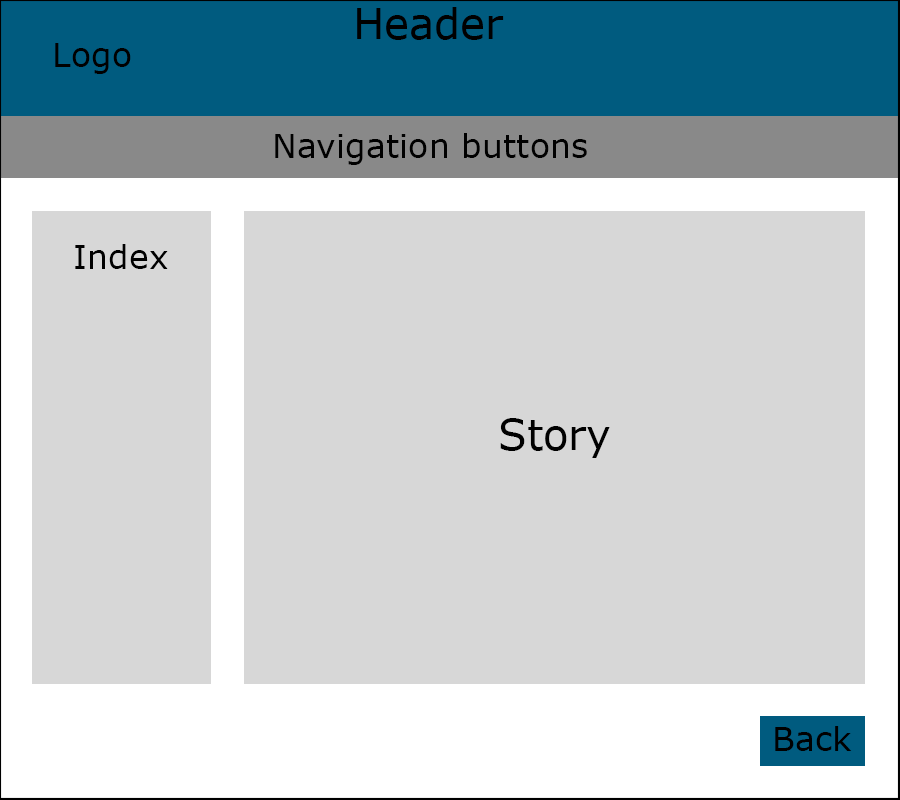 Header
Logo
Navigation buttons
Index
Story
Back